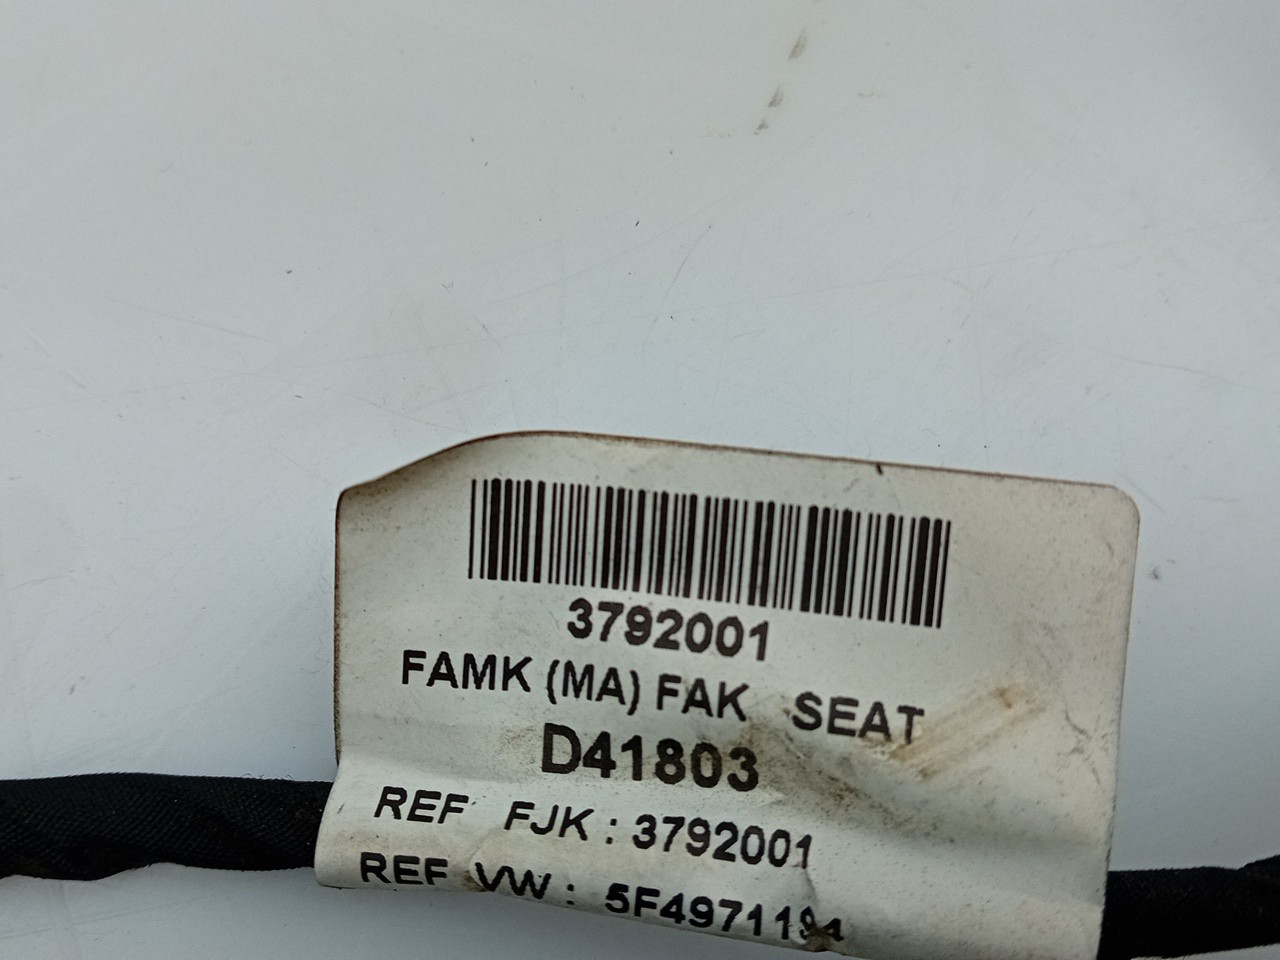 3792001
FAMK (MA) FAK SEAT
D41803
REF FJK : 3792001
REF VW : 5F4971194